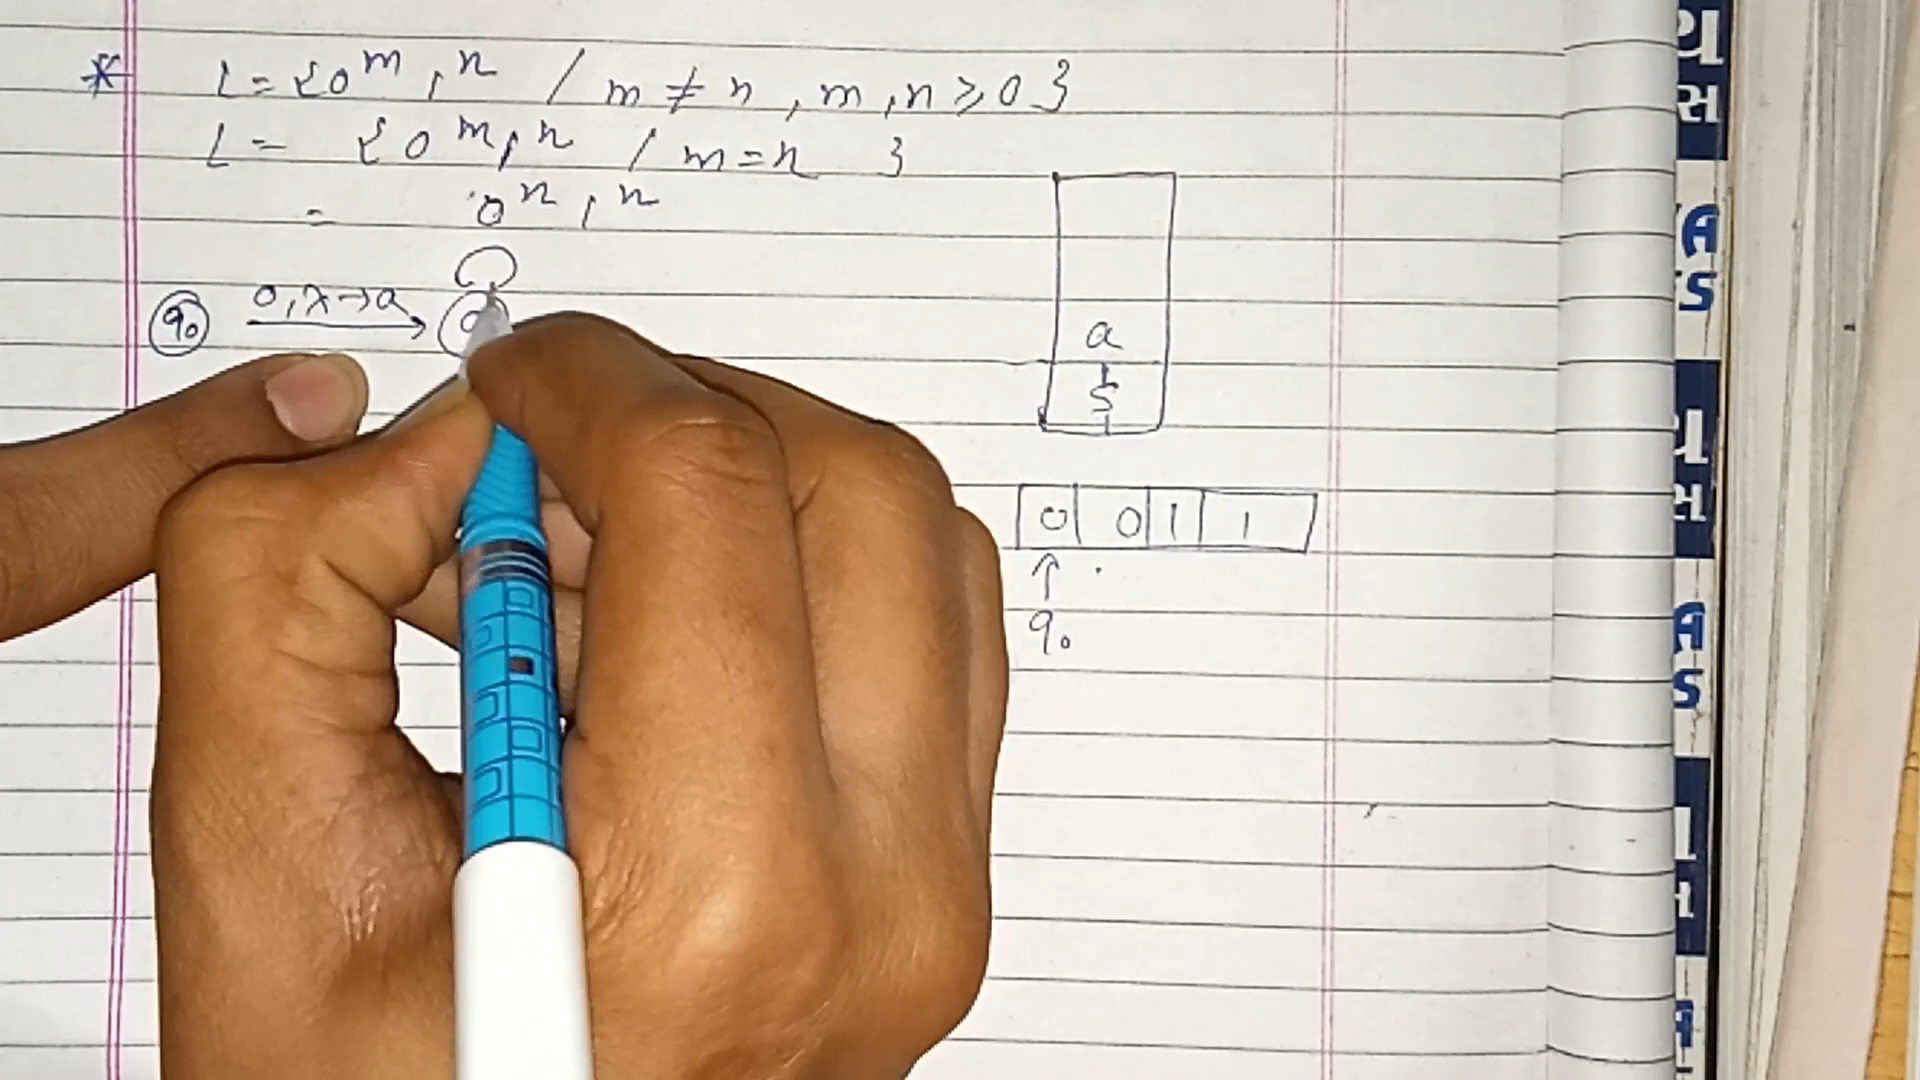 * L = {0^m 1^n / m ≠ n, m, n ≥ 0 }
L = {0^m 1^n / m = n }
= 0^n 1^n
q₀ 0, λ → a
a
$
0 0 1 1
↑
q₀